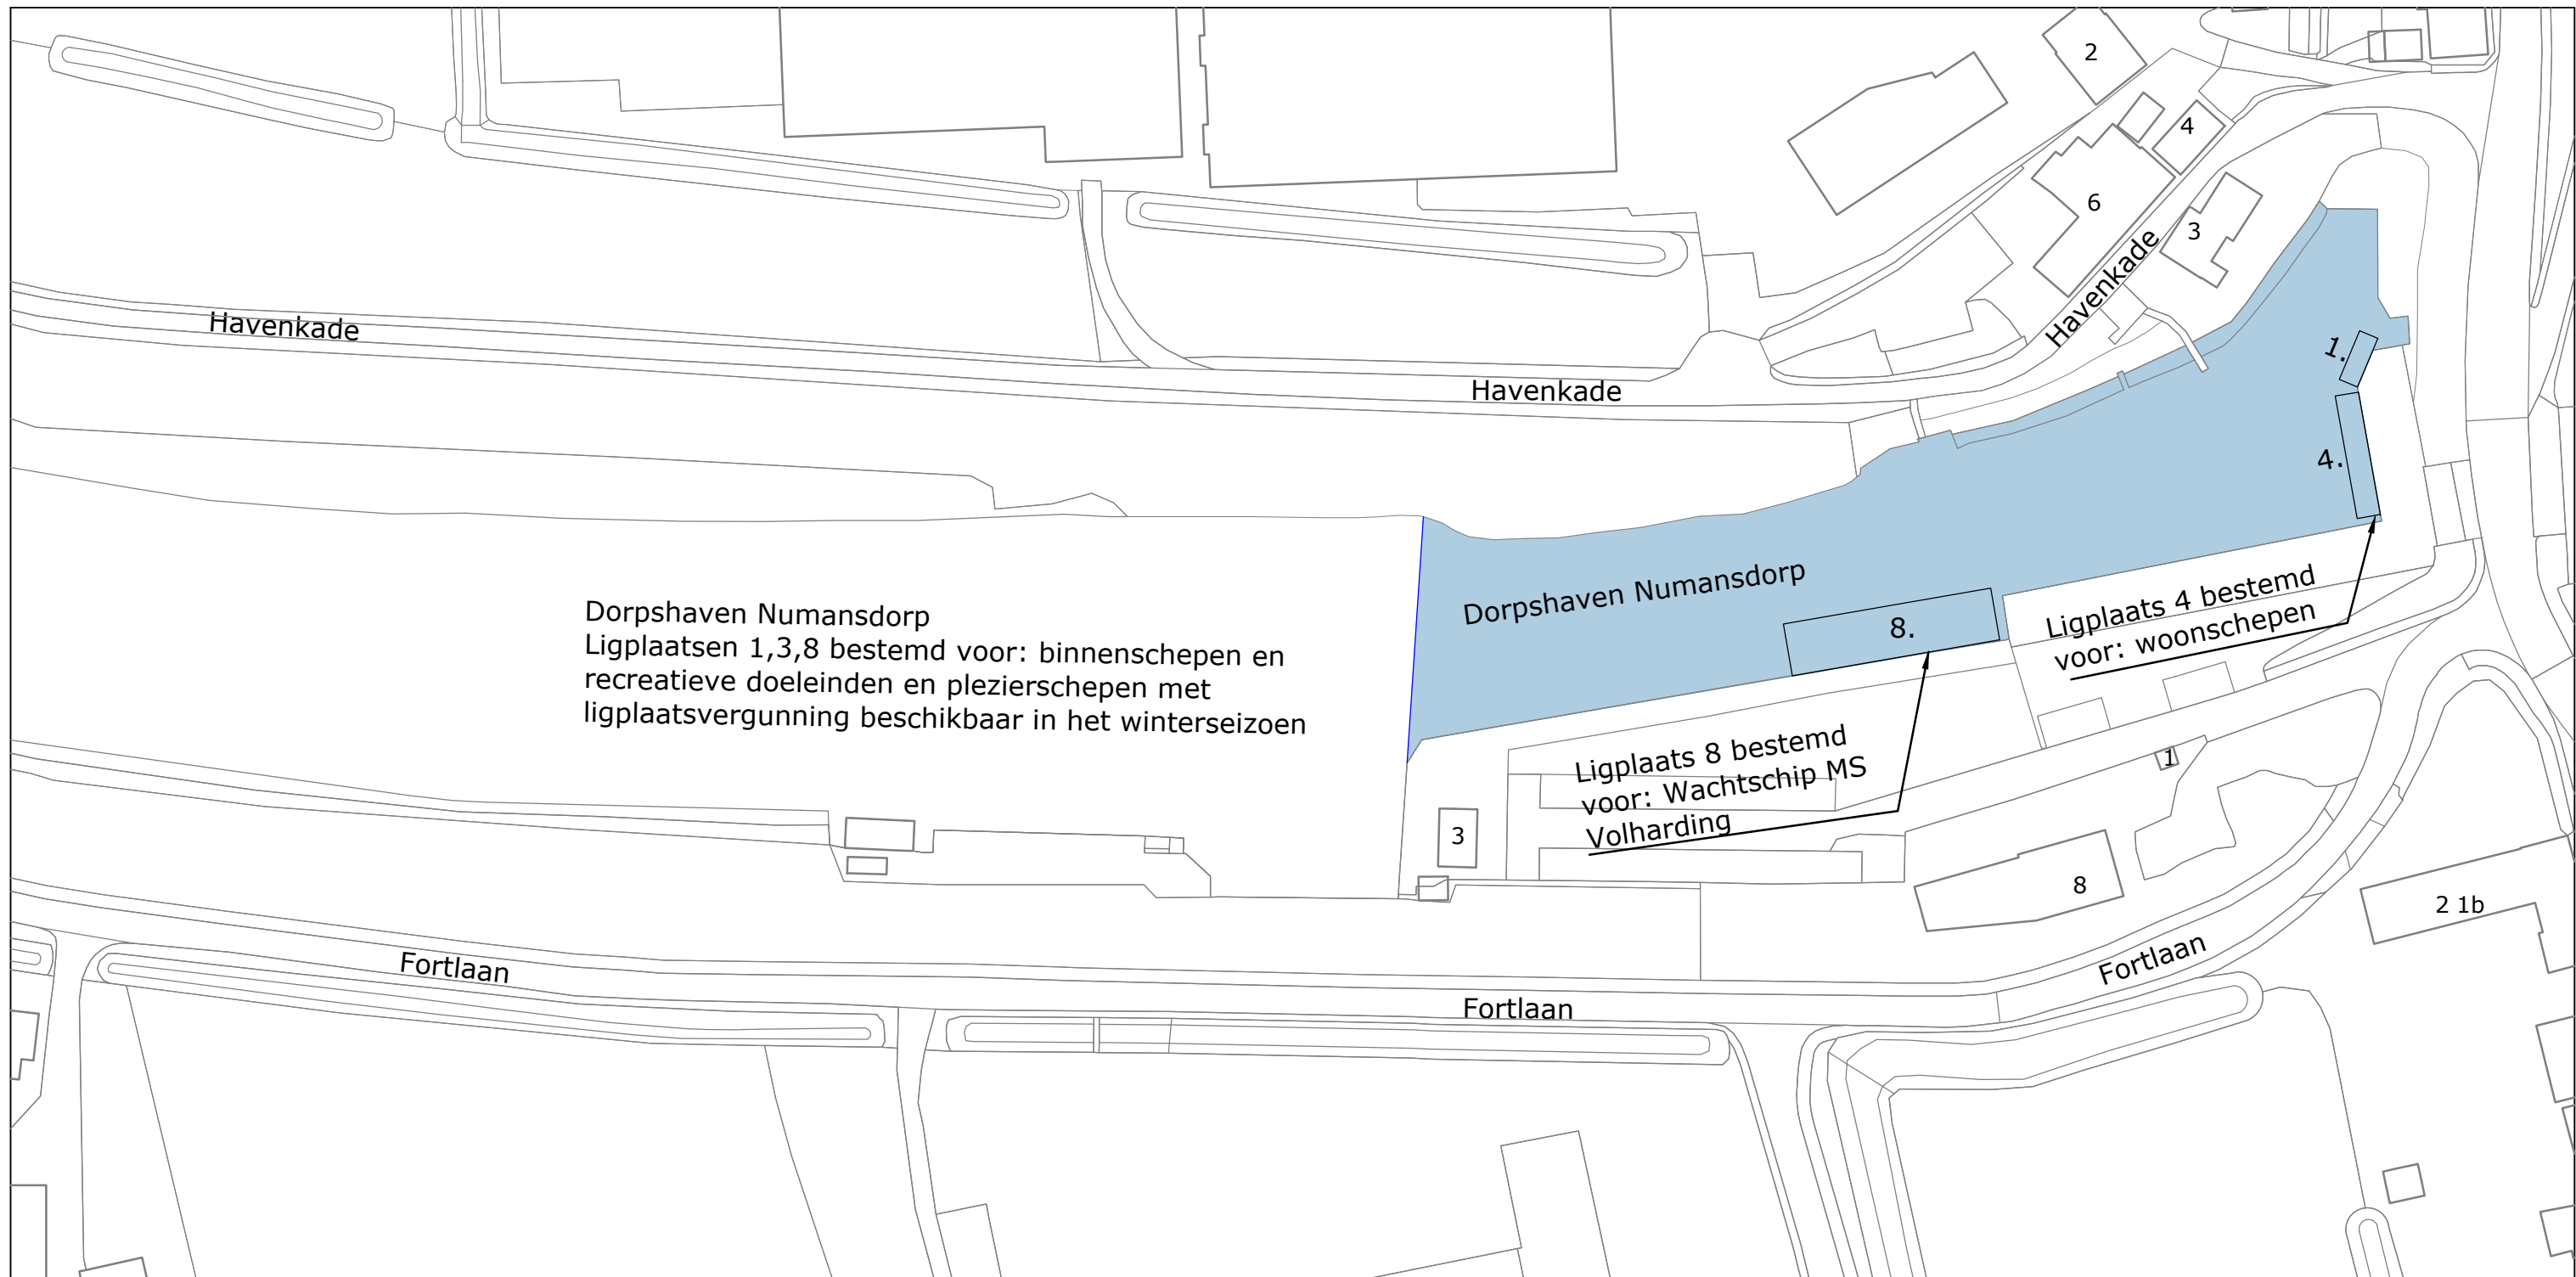 2
4
6
3
Havenkade
Havenkade
Havenkade
1.
4.
Dorpshaven Numansdorp
8.
Dorpshaven Numansdorp
Ligplaatsen 1,3,8 bestemd voor: binnenschepen en
recreatieve doeleinden en plezierschepen met
ligplaatsvergunning beschikbaar in het winterseizoen
Ligplaats 4 bestemd
voor: woonschepen
Ligplaats 8 bestemd
voor: Wachtschip MS
Volharding
1
3
8
2 1b
Fortlaan
Fortlaan
Fortlaan